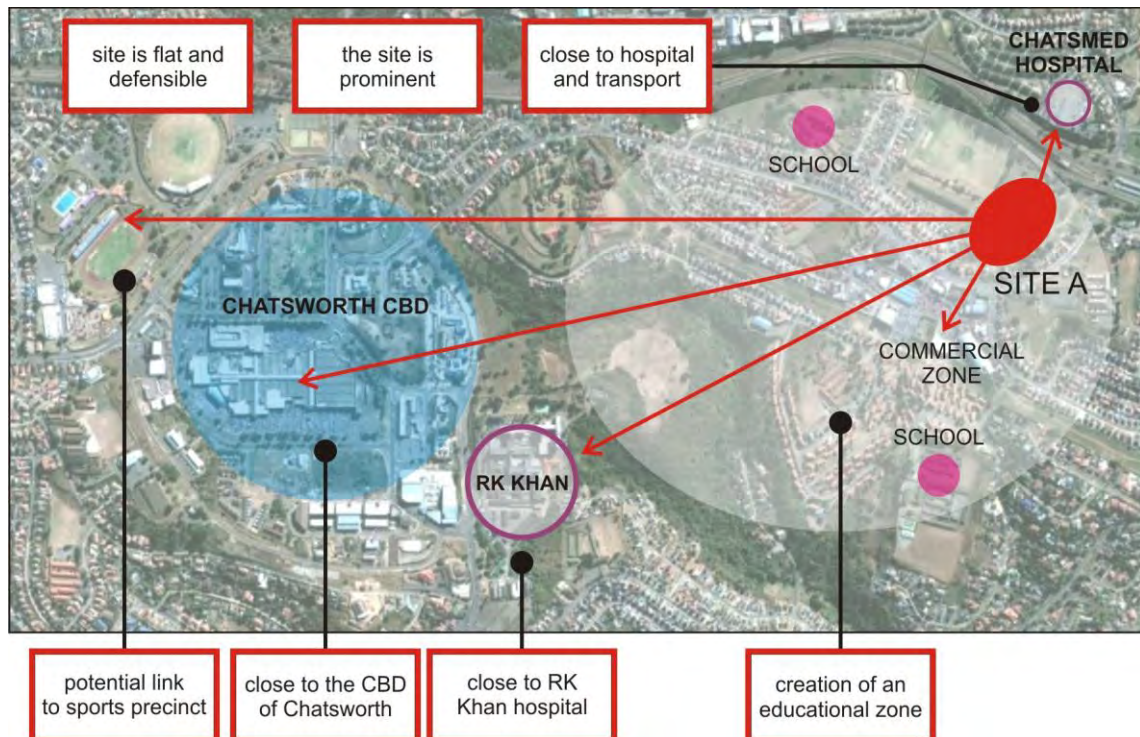 site is flat and
defensible
the site is
prominent
close to hospital
and transport
CHATSMED
HOSPITAL
SCHOOL
SITE A
CHATSWORTH CBD
COMMERCIAL
ZONE
SCHOOL
RK KHAN
potential link
to sports precinct
close to the CBD
of Chatsworth
close to RK
Khan hospital
creation of an
educational zone